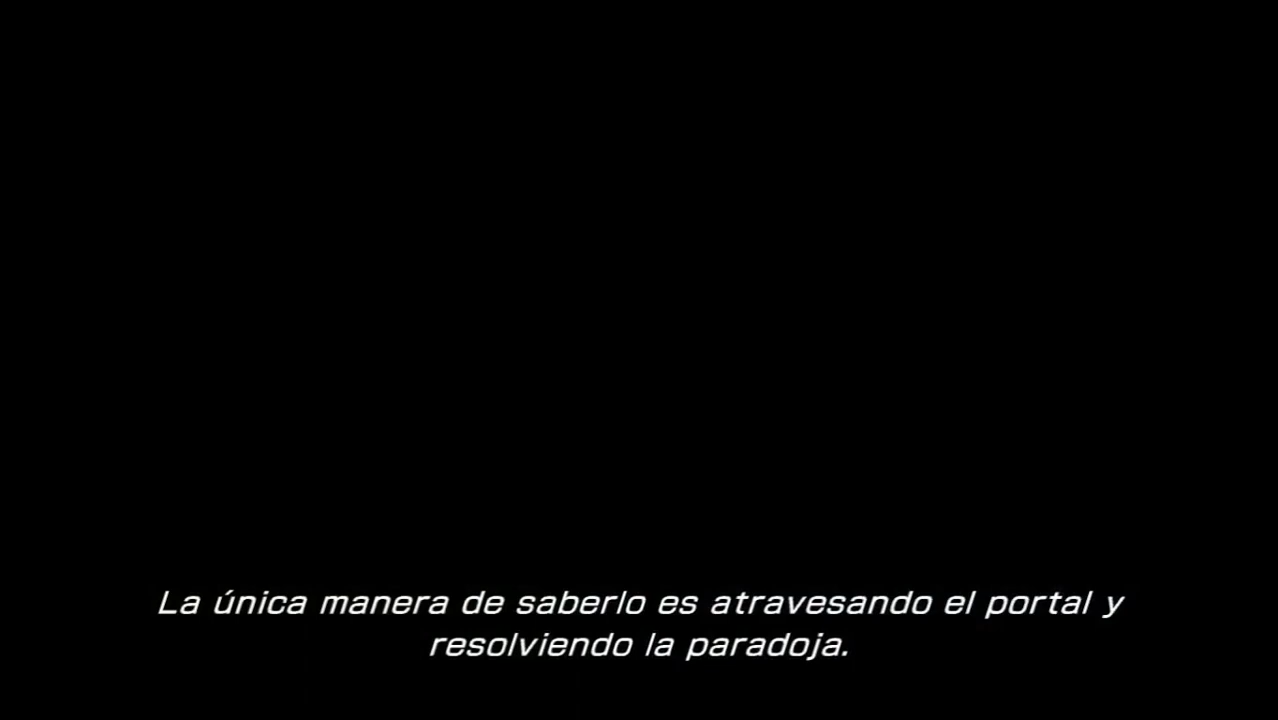 La única manera de saberlo es atravesando el portal y
resolviendo la paradoja.